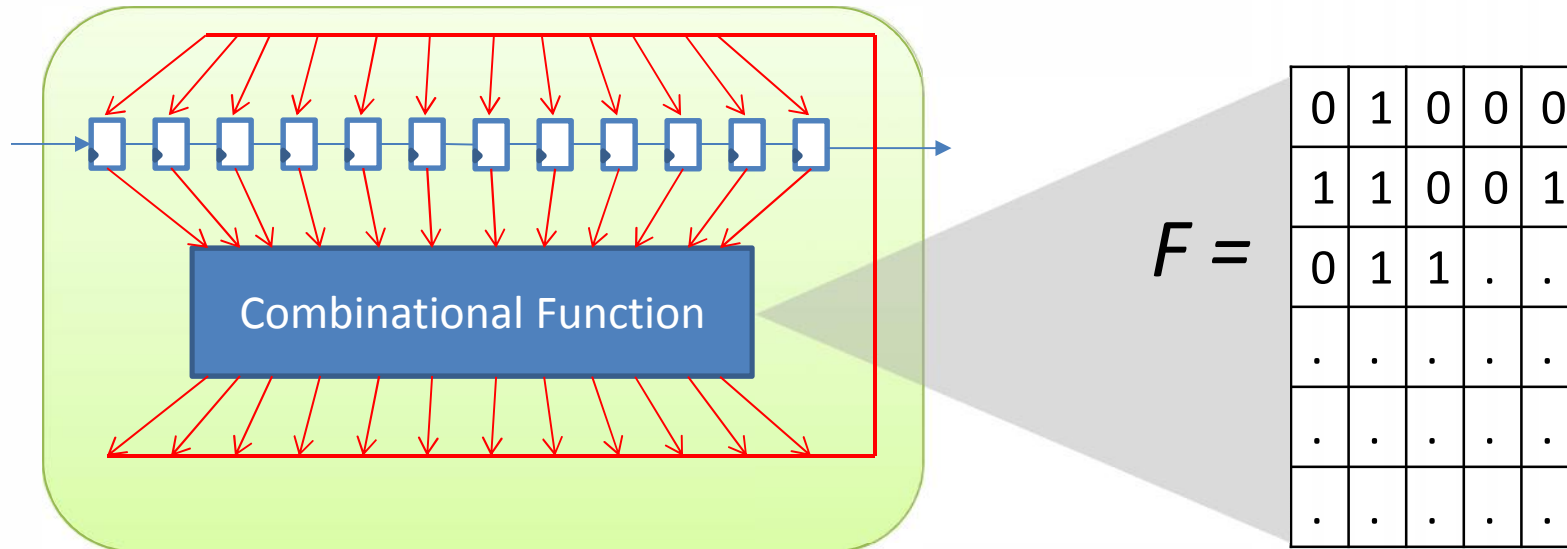 Combinational Function
F =
0 1 0 0 0
1 1 0 0 1
0 1 1 . .
. . . . .
. . . . .
. . . . .